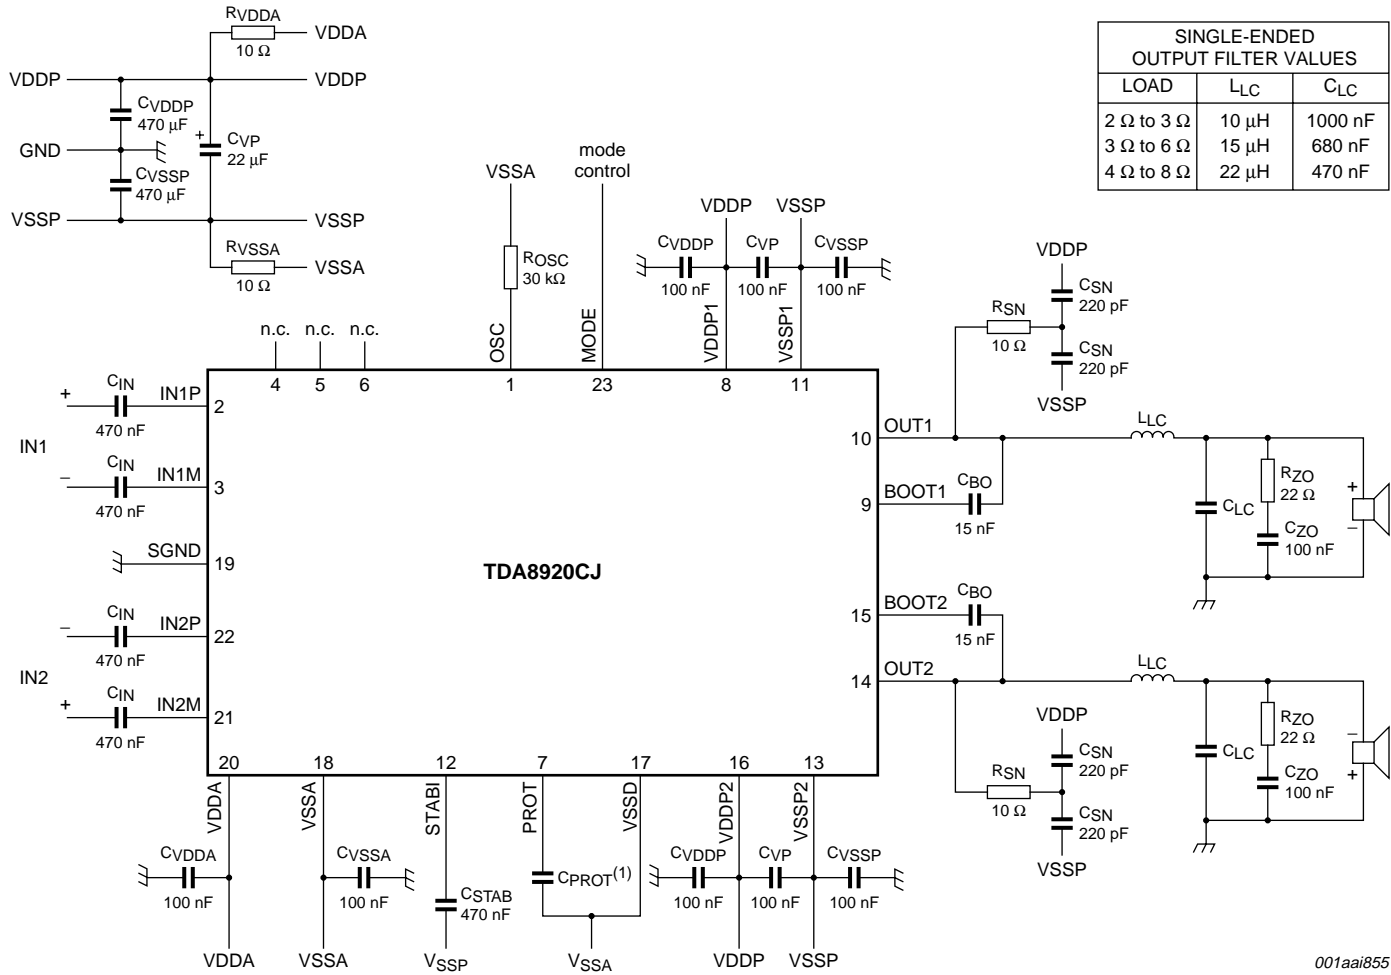 RVDDA
10 Ω
VDDA
VDDP
VDDP
CVDDP
470 μF
CVP
22 μF
+
GND
CVSSP
470 μF
VSSP
VSSP
RVSSA
10 Ω
VSSA
SINGLE-ENDED
OUTPUT FILTER VALUES
LOAD LLC CLC
2 Ω to 3 Ω 10 μH 1000 nF
3 Ω to 6 Ω 15 μH 680 nF
4 Ω to 8 Ω 22 μH 470 nF
VSSA
ROSC
30 kΩ
OSC
mode
control
MODE
VDDP
VSSP
CVDDP
100 nF
CVP
100 nF
CVSSP
100 nF
VDDP1
VSSP1
n.c. n.c. n.c.
4 5 6 1 23 8 11
VDDP
CSN
220 pF
RSN
10 Ω
CSN
220 pF
VSSP
IN1
+
CIN
470 nF
IN1P
2
–
CIN
470 nF
IN1M
3
SGND
19
IN2
–
CIN
470 nF
IN2P
22
+
CIN
470 nF
IN2M
21
TDA8920CJ
10
OUT1
LLC
9
BOOT1
CBO
15 nF
CLC
RZO
22 Ω
CZO
100 nF
+
–
15
BOOT2
CBO
15 nF
14
OUT2
LLC
VDDP
CSN
220 pF
RSN
10 Ω
CSN
220 pF
VSSP
CLC
RZO
22 Ω
CZO
100 nF
–
+
20 18 12 7 17 16 13
VDDA
VSSA
STABI
PROT
VSSD
VDDP2
VSSP2
CVDDA
100 nF
CVSSA
100 nF
CSTAB
470 nF
CPROT(1)
CVDDP
100 nF
CVP
100 nF
CVSSP
100 nF
VDDA
VSSA
VSSP
VSSA
VDDP
VSSP
001aai855